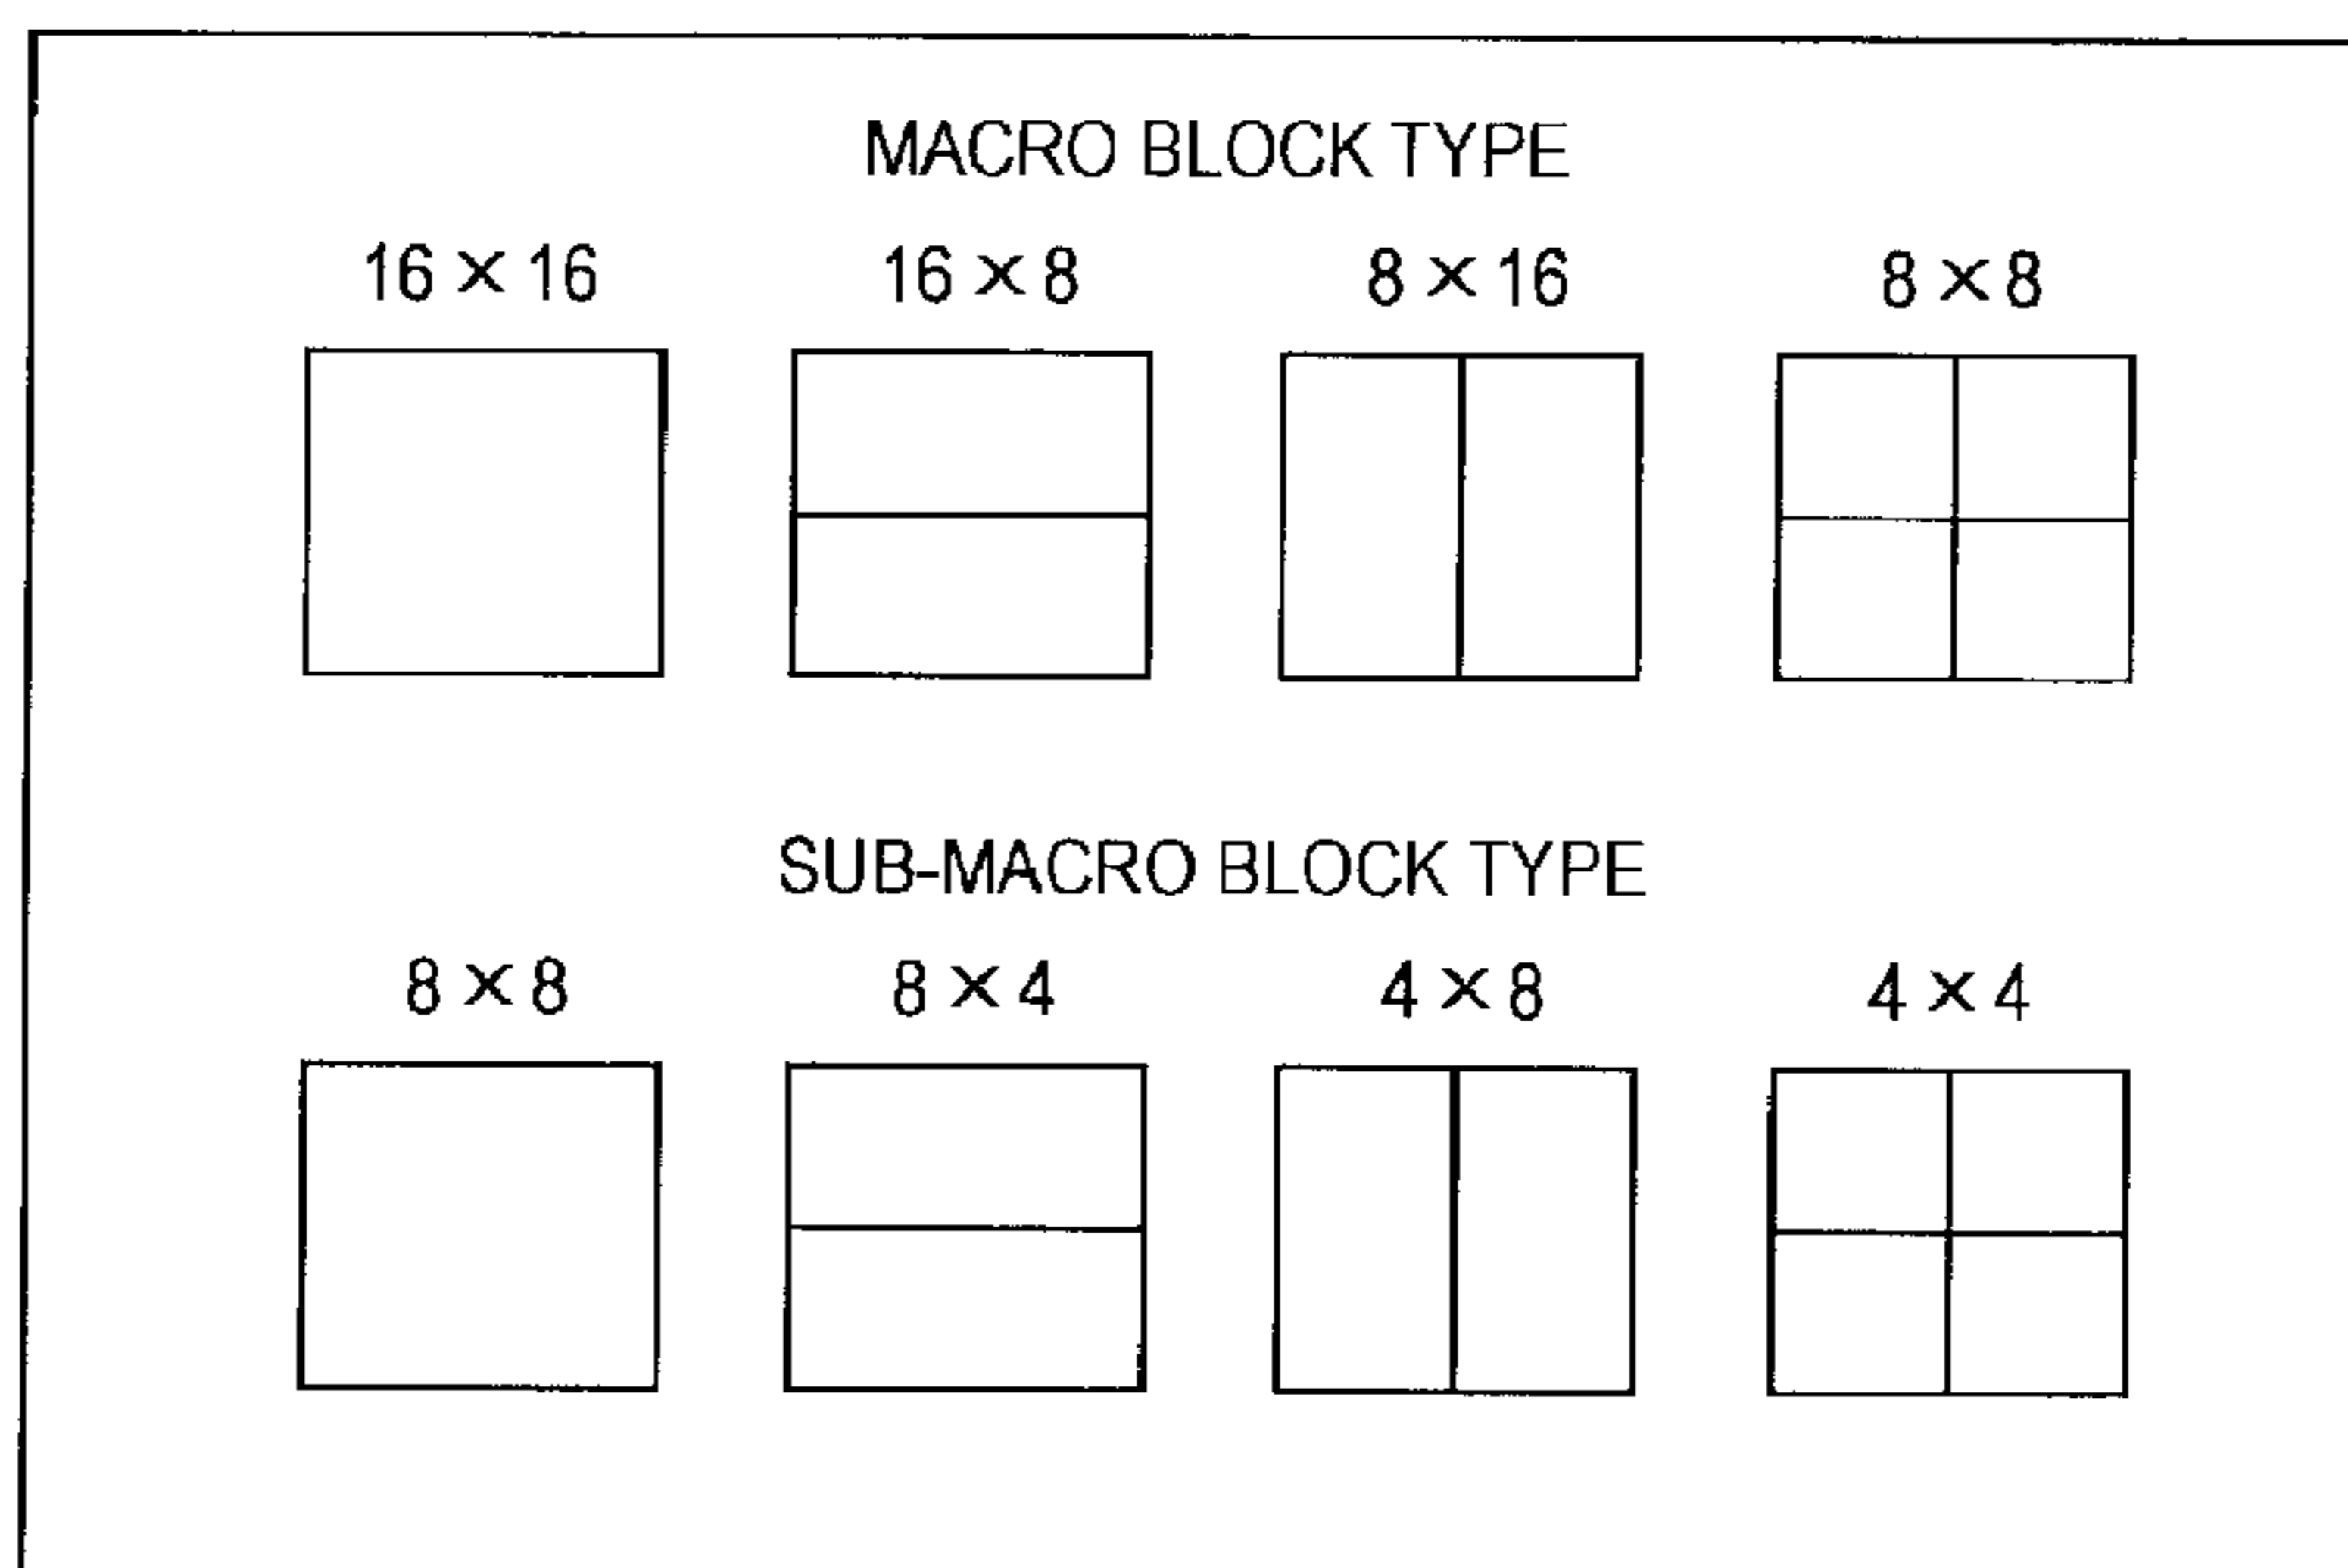 MACRO BLOCK TYPE
16 × 16 16 × 8 8 × 16 8 × 8
SUB-MACRO BLOCK TYPE
8 × 8 8 × 4 4 × 8 4 × 4